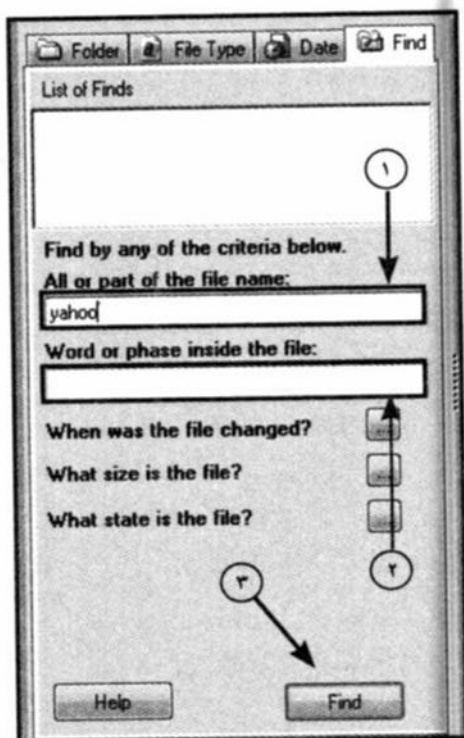 Folder File Type Date Find
List of Finds
١
Find by any of the criteria below.
All or part of the file name:
yahoo
Word or phase inside the file:
When was the file changed?
...
What size is the file?
...
What state is the file?
...
٢
٣
Help Find